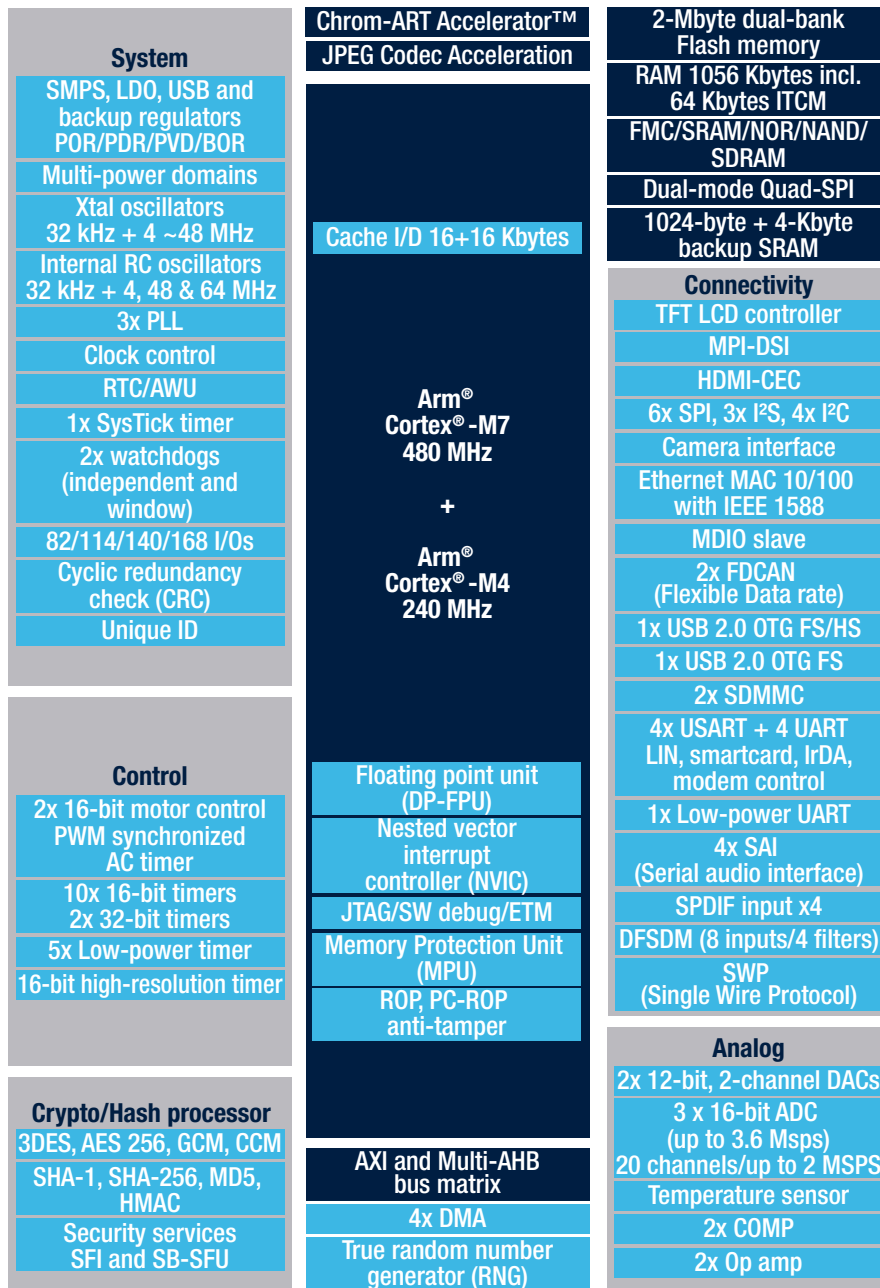 System
SMPS, LDO, USB and
backup regulators
POR/PDR/PVD/BOR
Multi-power domains
Xtal oscillators
32 kHz + 4 ~48 MHz
Internal RC oscillators
32 kHz + 4, 48 & 64 MHz
3x PLL
Clock control
RTC/AWU
1x SysTick timer
2x watchdogs
(independent and
window)
82/114/140/168 I/Os
Cyclic redundancy
check (CRC)
Unique ID
Control
2x 16-bit motor control
PWM synchronized
AC timer
10x 16-bit timers
2x 32-bit timers
5x Low-power timer
16-bit high-resolution timer
Crypto/Hash processor
3DES, AES 256, GCM, CCM
SHA-1, SHA-256, MD5,
HMAC
Security services
SFI and SB-SFU
Chrom-ART Accelerator™
JPEG Codec Acceleration
Cache I/D 16+16 Kbytes
Arm®
Cortex® -M7
480 MHz
+
Arm®
Cortex® -M4
240 MHz
Floating point unit
(DP-FPU)
Nested vector
interrupt
controller (NVIC)
JTAG/SW debug/ETM
Memory Protection Unit
(MPU)
ROP, PC-ROP
anti-tamper
AXI and Multi-AHB
bus matrix
4x DMA
True random number
generator (RNG)
2-Mbyte dual-bank
Flash memory
RAM 1056 Kbytes incl.
64 Kbytes ITCM
FMC/SRAM/NOR/NAND/
SDRAM
Dual-mode Quad-SPI
1024-byte + 4-Kbyte
backup SRAM
Connectivity
TFT LCD controller
MPI-DSI
HDMI-CEC
6x SPI, 3x I²S, 4x I²C
Camera interface
Ethernet MAC 10/100
with IEEE 1588
MDIO slave
2x FDCAN
(Flexible Data rate)
1x USB 2.0 OTG FS/HS
1x USB 2.0 OTG FS
2x SDMMC
4x USART + 4 UART
LIN, smartcard, IrDA,
modem control
1x Low-power UART
4x SAI
(Serial audio interface)
SPDIF input x4
DFSDM (8 inputs/4 filters)
SWP
(Single Wire Protocol)
Analog
2x 12-bit, 2-channel DACs
3 x 16-bit ADC
(up to 3.6 Msps)
20 channels/up to 2 MSPS
Temperature sensor
2x COMP
2x Op amp